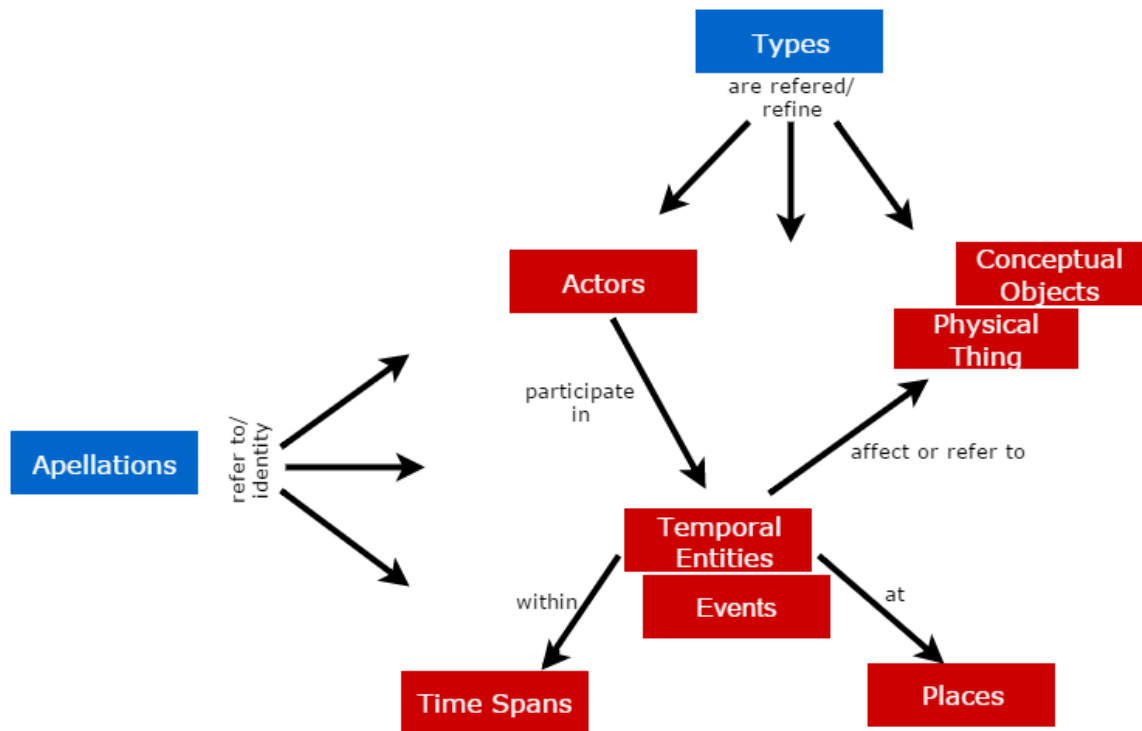 Types
are refered/
refine
Conceptual
Objects
Actors
Physical
Thing
participate
in
refer to/
identity
Apellations
affect or refer to
Temporal
Entities
within
Events
at
Time Spans
Places